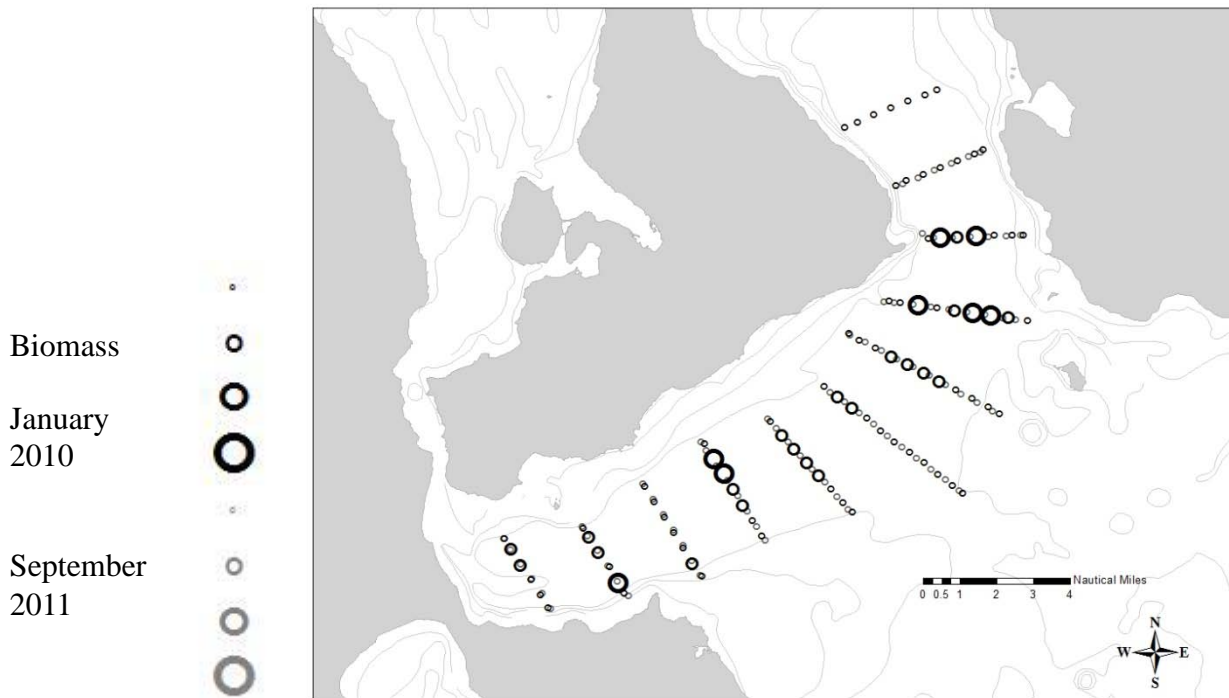 Biomass
January
2010
September
2011
Nautical Miles
0 0.5 1 2 3 4
N
W E
S